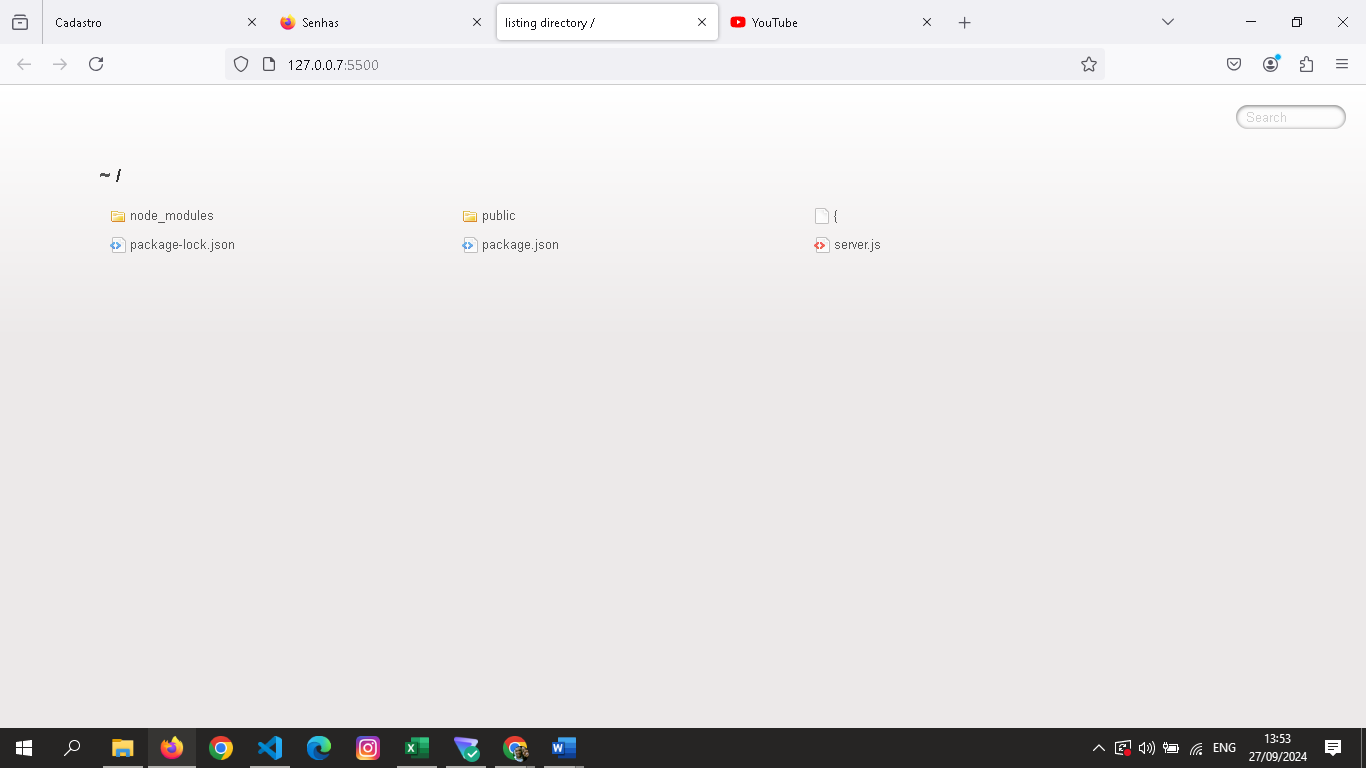 Cadastro
Senhas
listing directory /
YouTube
127.0.0.7:5500
Search
~ /
node_modules
public
{
package-lock.json
package.json
server.js
ENG
13:53
27/09/2024